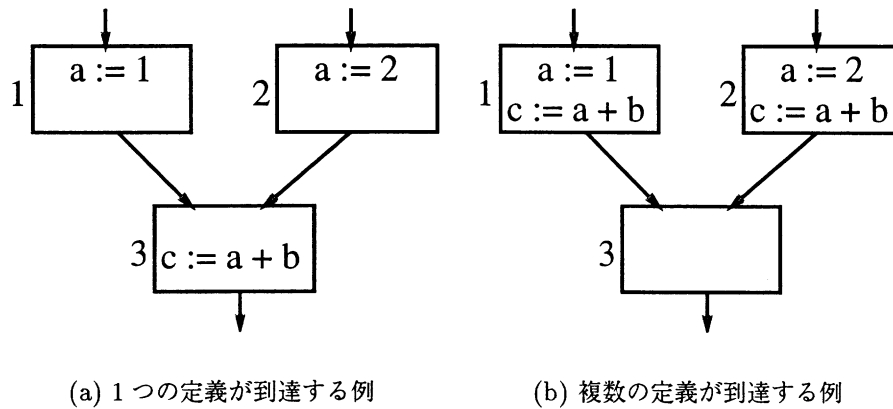 1
a := 1
2
a := 2
3
c := a + b
(a) 1 つの定義が到達する例
1
a := 1
c := a + b
2
a := 2
c := a + b
3
(b) 複数の定義が到達する例